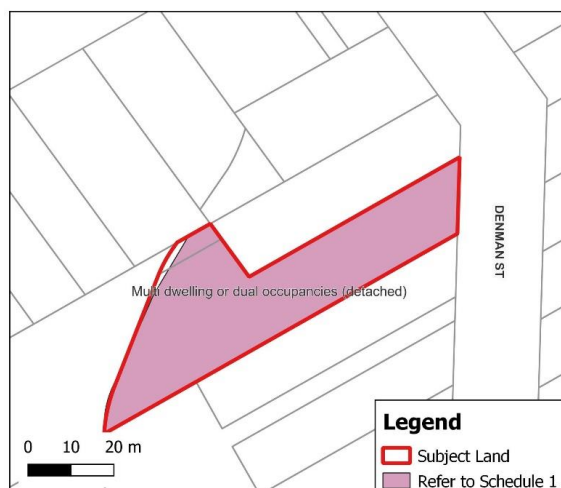 DENMAN ST
Multi dwelling or dual occupancies (detached)
0 10 20 m
Legend
Subject Land
Refer to Schedule 1